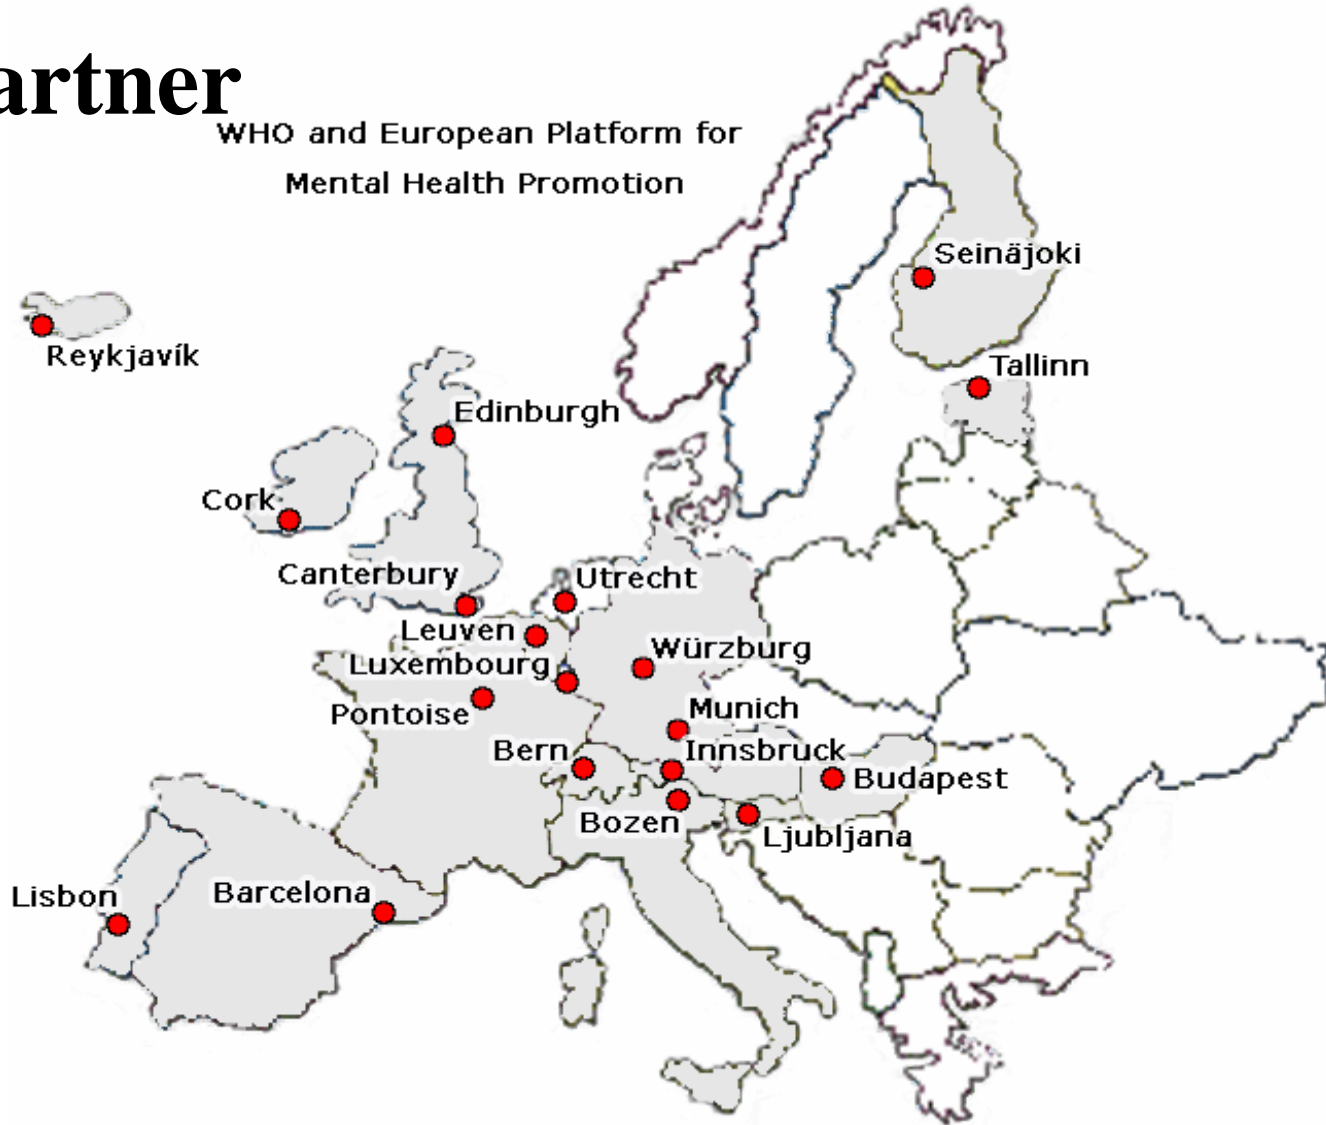 artner
WHO and European Platform for
Mental Health Promotion
Seinäjoki
Reykjavík
Tallinn
Edinburgh
Cork
Canterbury
Utrecht
Leuven
Würzburg
Luxembourg
Pontoise
Munich
Bern
Innsbruck
Budapest
Bozen
Ljubljana
Lisbon
Barcelona